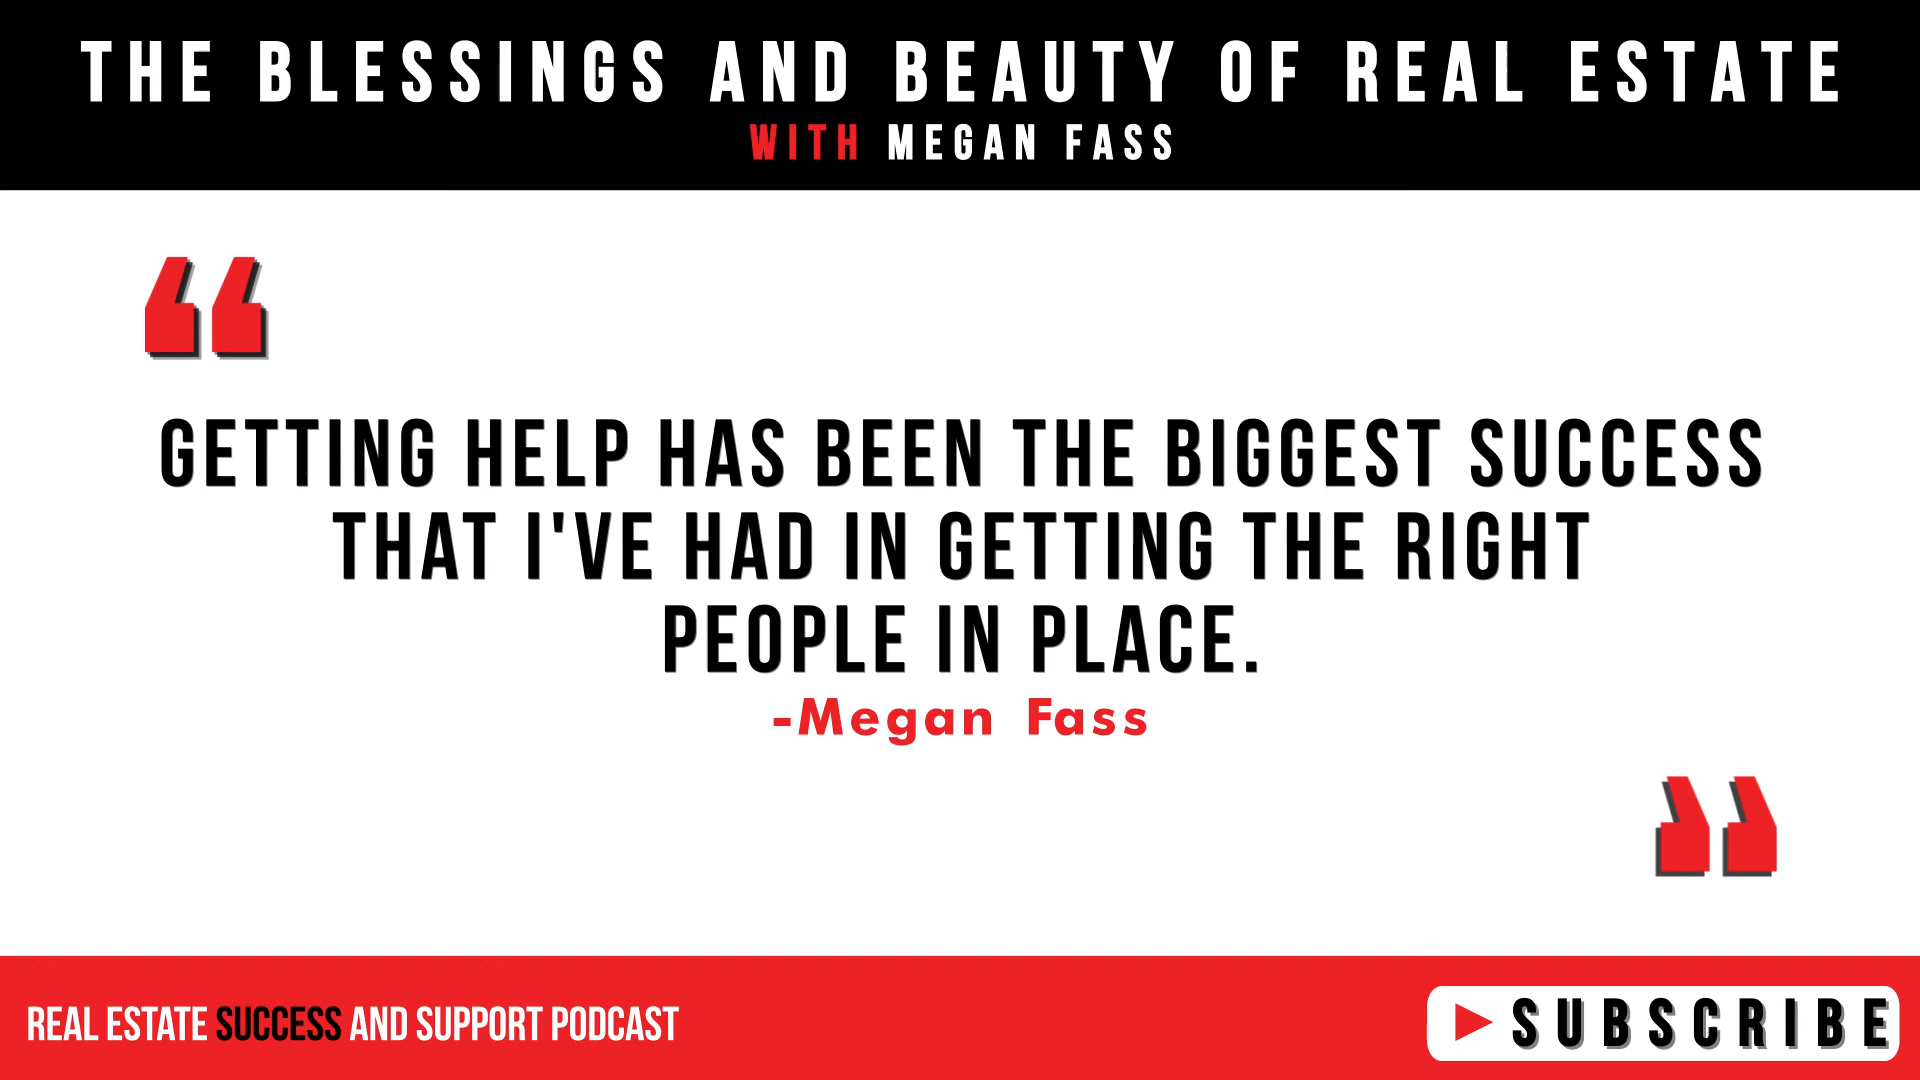 THE BLESSINGS AND BEAUTY OF REAL ESTATE
WITH MEGAN FASS
“
GETTING HELP HAS BEEN THE BIGGEST SUCCESS
THAT I'VE HAD IN GETTING THE RIGHT
PEOPLE IN PLACE.
-Megan Fass
”
REAL ESTATE SUCCESS AND SUPPORT PODCAST
SUBSCRIBE